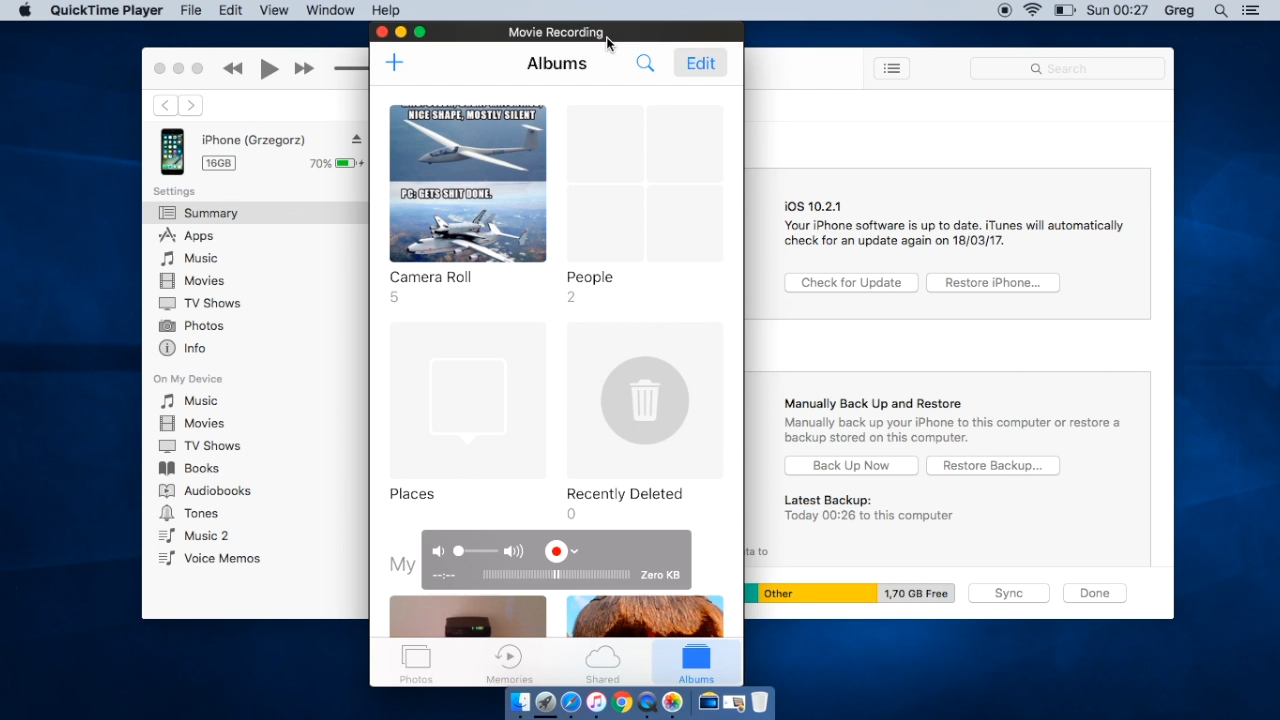 QuickTime Player File Edit View Window Help Sun 00:27 Greg
Movie Recording
Albums Edit
Search
NICE SHAPE, MOSTLY SILENT
PC: GETS SHIT DONE.
Camera Roll
5
People
2
Places
Recently Deleted
0
My
--:-- Zero KB
Photos Memories Shared Albums
iPhone (Grzegorz)
16GB 70%
Settings
Summary
Apps
Music
Movies
TV Shows
Photos
Info
On My Device
Music
Movies
TV Shows
Books
Audiobooks
Tones
Music 2
Voice Memos
iOS 10.2.1
Your iPhone software is up to date. iTunes will automatically
check for an update again on 18/03/17.
Check for Update Restore iPhone...
Manually Back Up and Restore
Manually back up your iPhone to this computer or restore a
backup stored on this computer.
Back Up Now Restore Backup...
Latest Backup:
Today 00:26 to this computer
ta to
Other 1,70 GB Free Sync Done